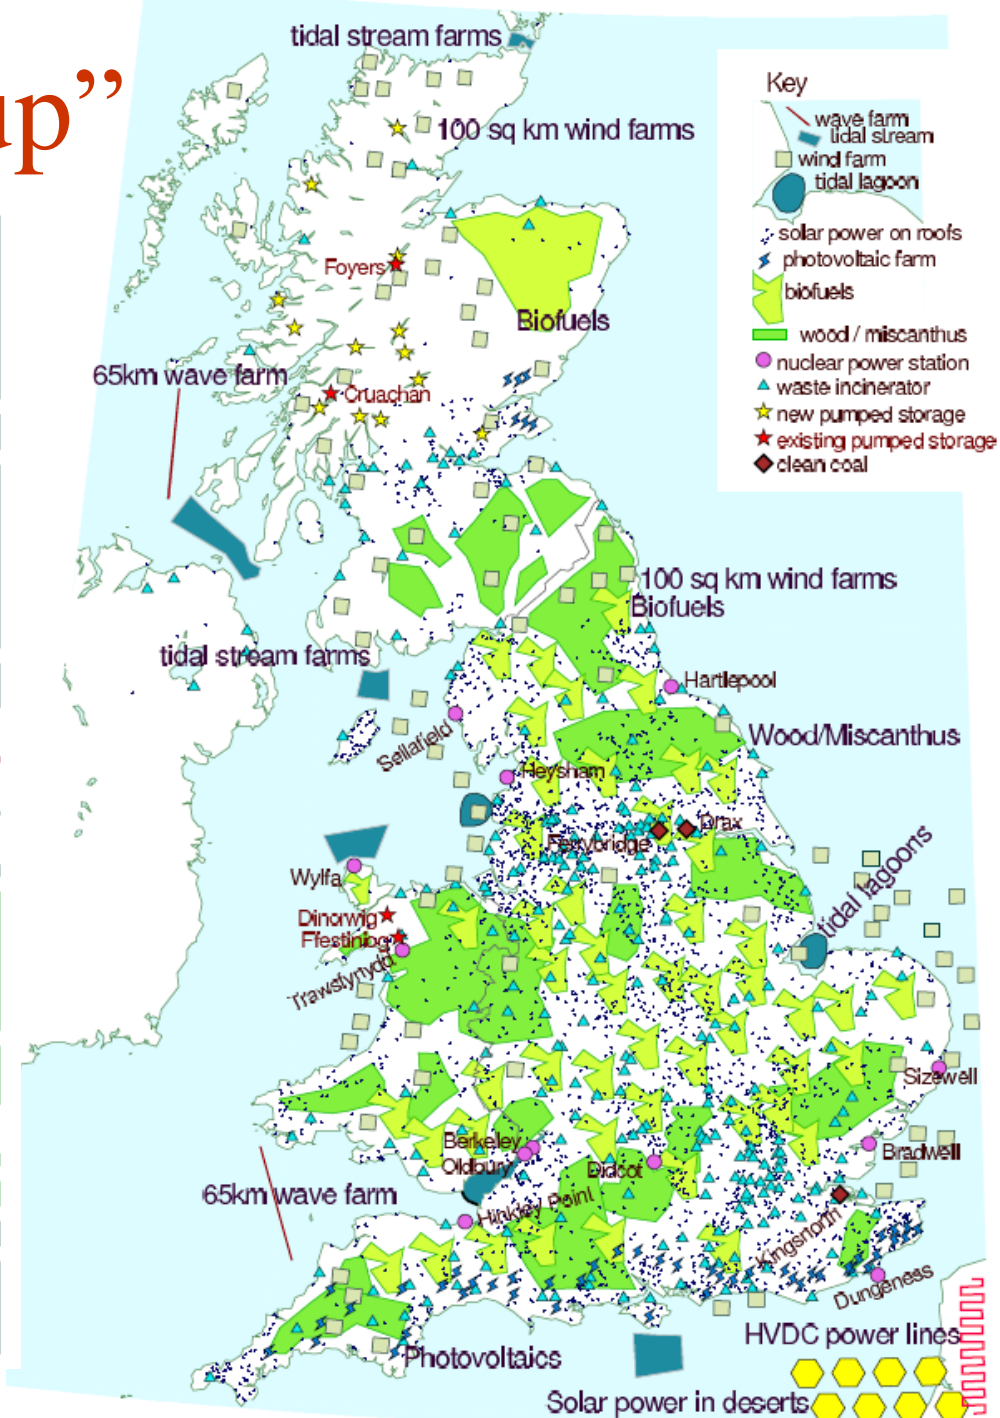 up”
tidal stream farms
100 sq km wind farms
Key
wave farm
tidal stream
wind farm
tidal lagoon
solar power on roofs
photovoltaic farm
biofuels
wood / miscanthus
nuclear power station
waste incinerator
new pumped storage
existing pumped storage
clean coal
Foyers
Biofuels
65km wave farm
Cruachan
100 sq km wind farms
Biofuels
tidal stream farms
Hartlepool
Sellafield
Wood/Miscanthus
Heysham
Drax
Ferrybridge
tidal lagoons
Wylfa
Dinorwig
Ffestiniog
Trawsfynydd
Sizewell
Berkeley
Oldbury
Didcot
Bradwell
65km wave farm
Hinkley Point
Kingsnorth
Dungeness
HVDC power lines
Photovoltaics
Solar power in deserts